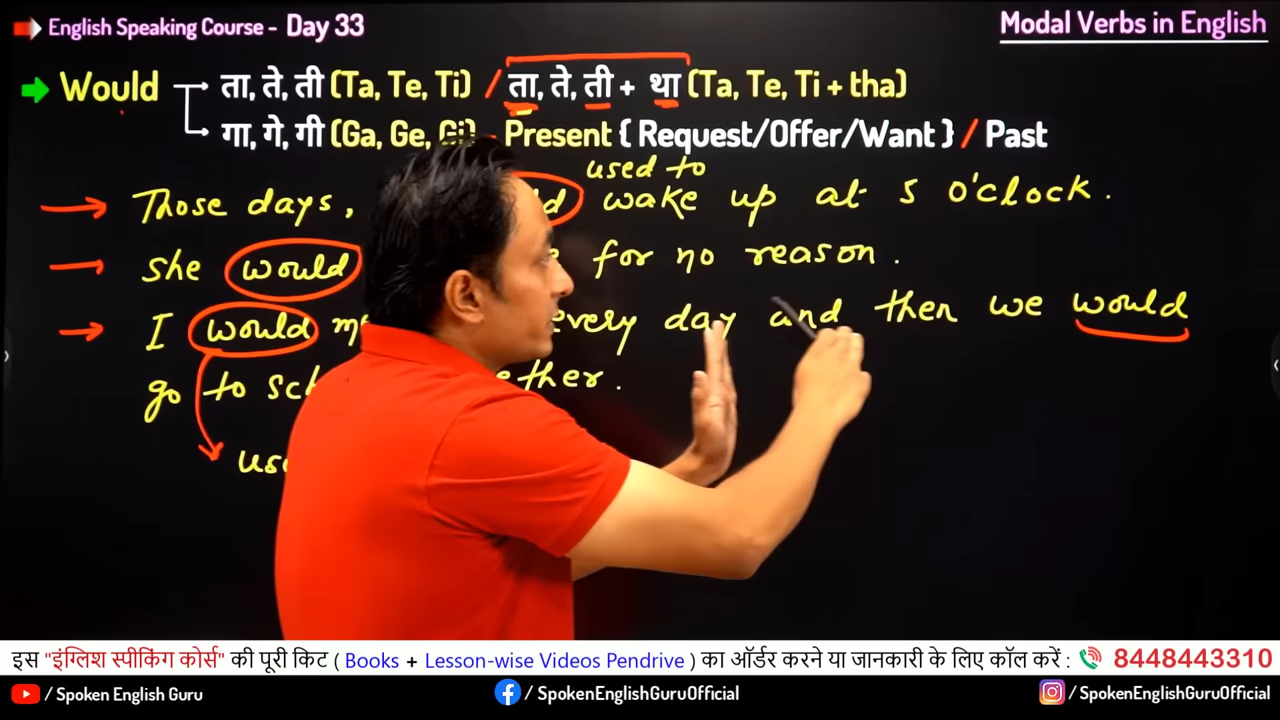 English Speaking Course - Day 33
Modal Verbs in English
Would
ता, ते, ती (Ta, Te, Ti) / ता, ते, ती + था (Ta, Te, Ti + tha)
गा, गे, गी (Ga, Ge, Gi) - Present { Request/Offer/Want } / Past
used to
Those days, wake up at 5 o'clock.
She would for no reason.
I would every day and then we would
go to together.
इस "इंग्लिश स्पीकिंग कोर्स" की पूरी किट ( Books + Lesson-wise Videos Pendrive ) का ऑर्डर करने या जानकारी के लिए कॉल करें : 8448443310
/ Spoken English Guru
/ SpokenEnglishGuruOfficial
/ SpokenEnglishGuruOfficial